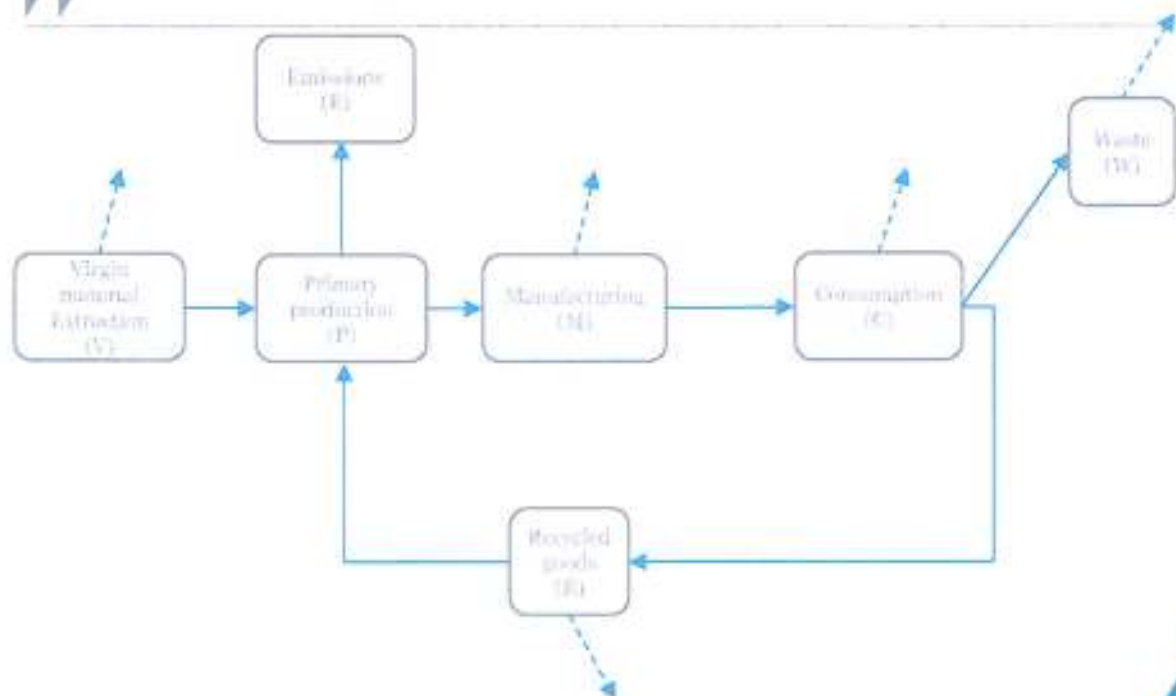 Emissions
(E)
Waste
(W)
Virgin
material
Extraction
(V)
Primary
production
(P)
Manufacturing
(M)
Consumption
(C)
Recycled
goods
(R)